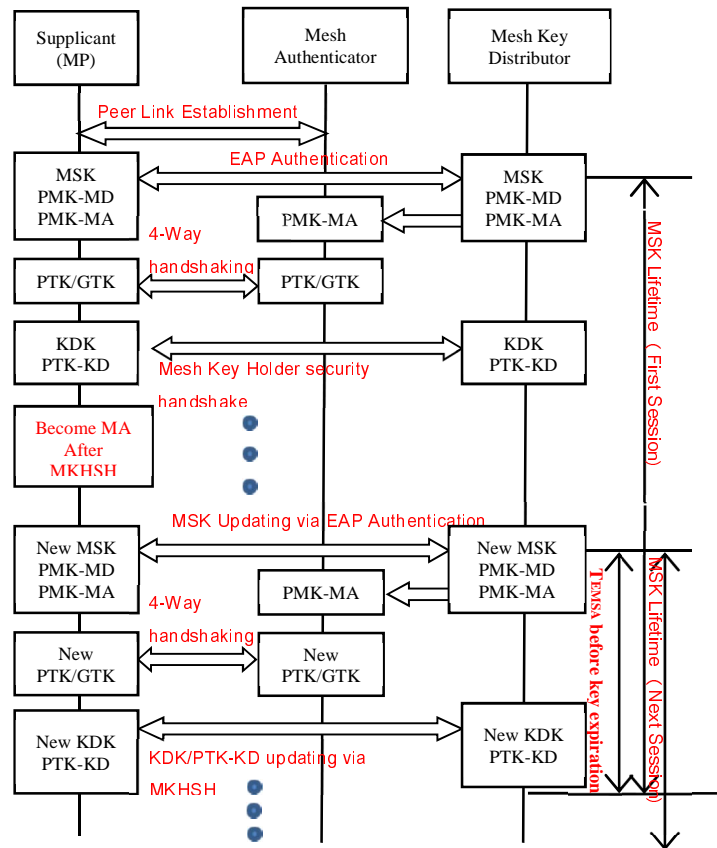 Supplicant
(MP)
Mesh
Authenticator
Mesh Key
Distributor
Peer Link Establishment
EAP Authentication
MSK
PMK-MD
PMK-MA
PMK-MA
MSK
PMK-MD
PMK-MA
4-Way
handshaking
PTK/GTK
PTK/GTK
KDK
PTK-KD
KDK
PTK-KD
Mesh Key Holder security
handshake
Become MA
After
MKHSH
MSK Lifetime ( First Session)
MSK Updating via EAP Authentication
New MSK
PMK-MD
PMK-MA
PMK-MA
New MSK
PMK-MD
PMK-MA
4-Way
handshaking
New
PTK/GTK
New
PTK/GTK
New KDK
PTK-KD
New KDK
PTK-KD
KDK/PTK-KD updating via
MKHSH
TEMSA before key expiration
MSK Lifetime ( Next Session)